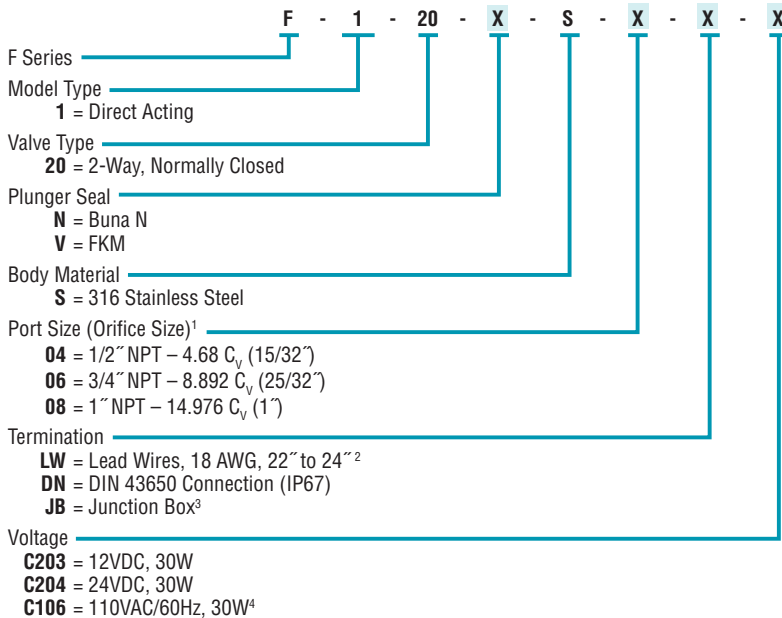 F - 1 - 20 - X - S - X - X - X
F Series
Model Type
1 = Direct Acting
Valve Type
20 = 2-Way, Normally Closed
Plunger Seal
N = Buna N
V = FKM
Body Material
S = 316 Stainless Steel
Port Size (Orifice Size)¹
04 = 1/2˝ NPT – 4.68 Cᵥ (15/32˝)
06 = 3/4˝ NPT – 8.892 Cᵥ (25/32˝)
08 = 1˝ NPT – 14.976 Cᵥ (1˝)
Termination
LW = Lead Wires, 18 AWG, 22˝ to 24˝ ²
DN = DIN 43650 Connection (IP67)
JB = Junction Box³
Voltage
C203 = 12VDC, 30W
C204 = 24VDC, 30W
C106 = 110VAC/60Hz, 30W⁴